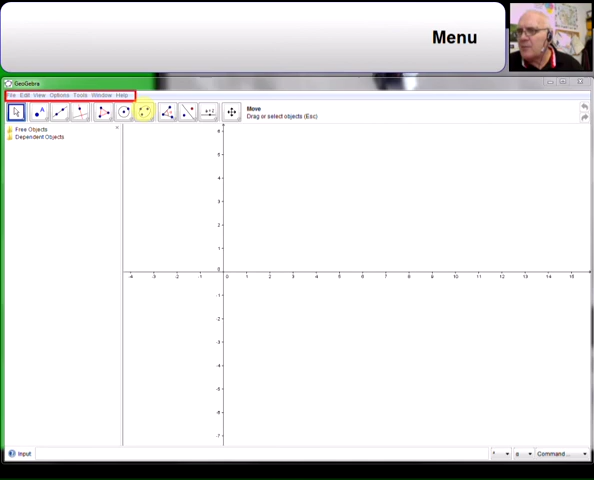 Menu
GeoGebra
File Edit View Options Tools Window Help
Move
Drag or select objects (Esc)
Free Objects
Dependent Objects
A
a = 2
6
5
4
3
2
1
0
-4 -3 -2 -1 0 1 2 3 4 5 6 7 8 9 10 11 12 13 14 15
-1
-2
-3
-4
-5
-6
-7
Input
Command...